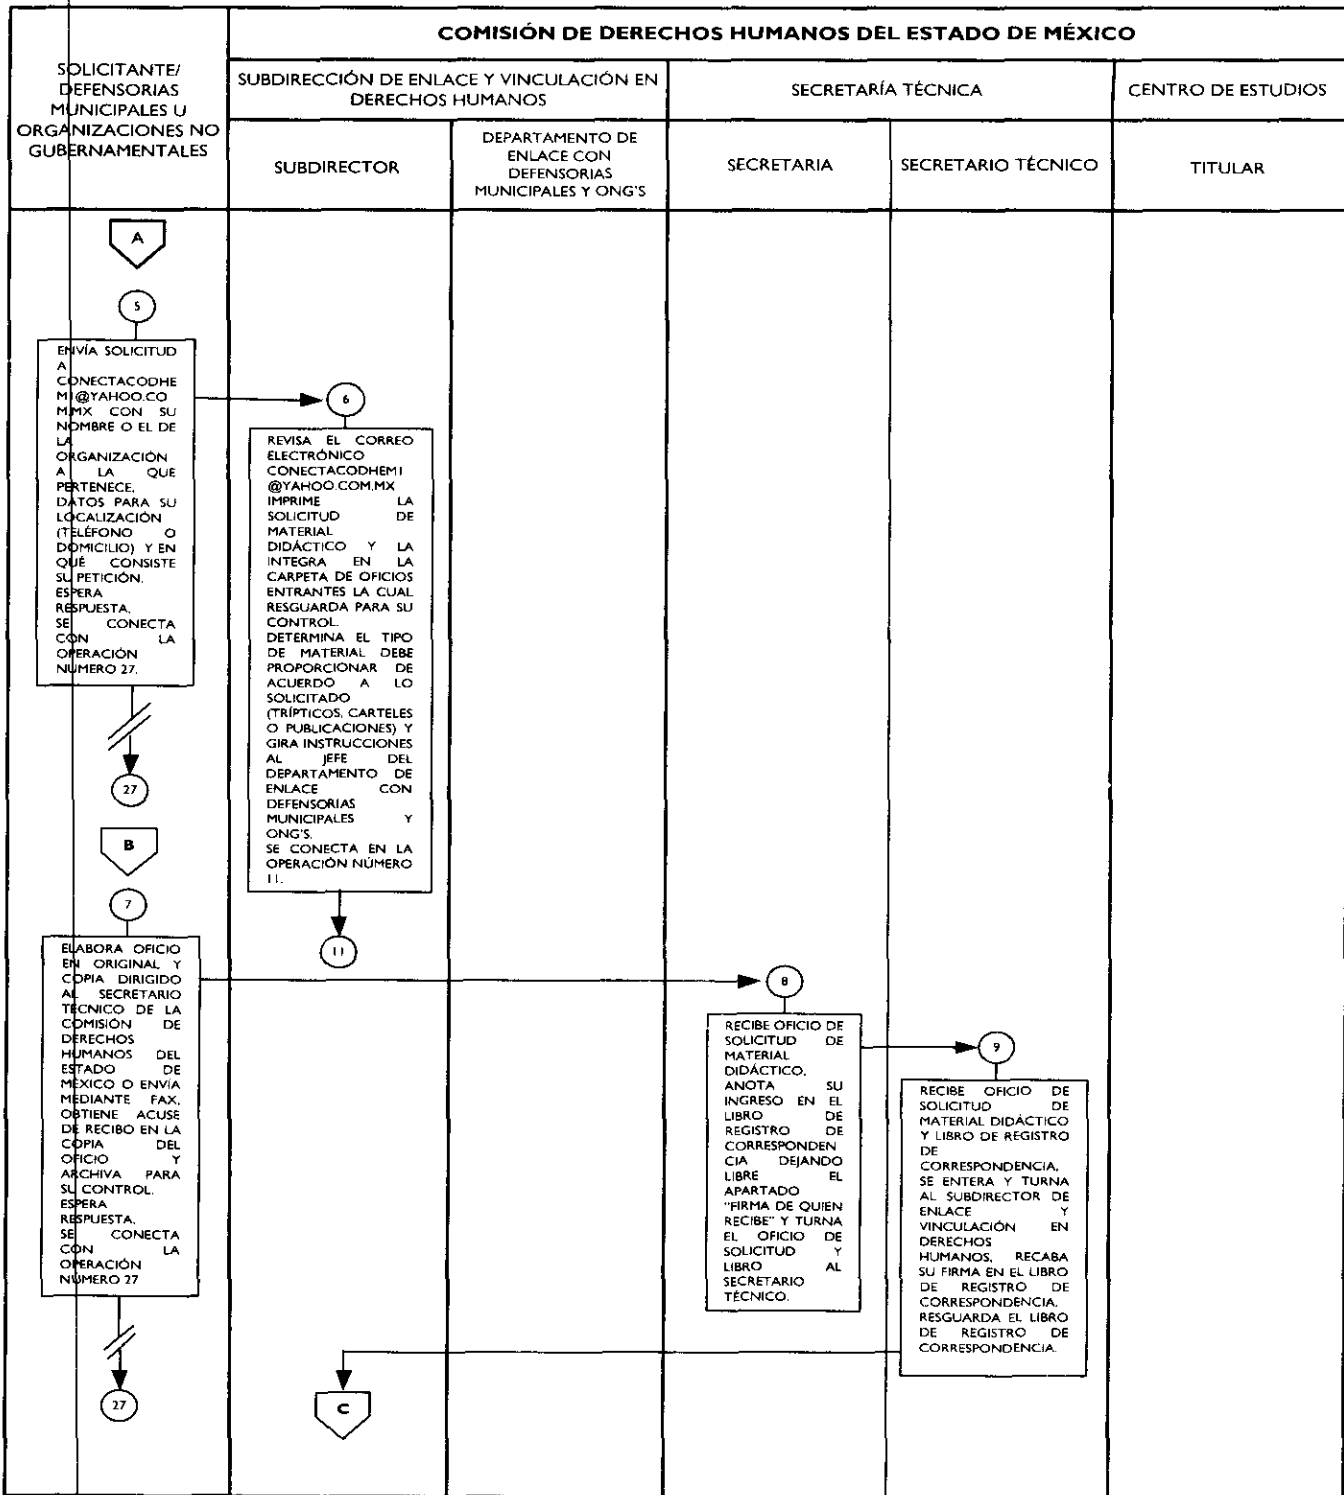 COMISIÓN DE DERECHOS HUMANOS DEL ESTADO DE MÉXICO
SOLICITANTE/
DEFENSORIAS
MUNICIPALES U
ORGANIZACIONES NO
GUBERNAMENTALES
SUBDIRECCIÓN DE ENLACE Y VINCULACIÓN EN
DERECHOS HUMANOS
SECRETARÍA TÉCNICA
CENTRO DE ESTUDIOS
SUBDIRECTOR
DEPARTAMENTO DE
ENLACE CON
DEFENSORIAS
MUNICIPALES Y ONG'S
SECRETARIA
SECRETARIO TÉCNICO
TITULAR
A
5
ENVÍA SOLICITUD
A
CONECTACODHE
MI@YAHOO.CO
M.MX CON SU
NOMBRE O EL DE
LA
ORGANIZACIÓN
A LA QUE
PERTENECE,
DATOS PARA SU
LOCALIZACIÓN
(TELÉFONO O
DOMICILIO) Y EN
QUÉ CONSISTE
SU PETICIÓN.
ESPERA
RESPUESTA.
SE CONECTA
CON LA
OPERACIÓN
NÚMERO 27.
27
6
REVISA EL CORREO
ELECTRÓNICO
CONECTACODHEMI
@YAHOO.COM.MX
IMPRIME LA
SOLICITUD DE
MATERIAL
DIDÁCTICO Y LA
INTEGRA EN LA
CARPETA DE OFICIOS
ENTRANTES LA CUAL
RESGUARDA PARA SU
CONTROL.
DETERMINA EL TIPO
DE MATERIAL DEBE
PROPORCIONAR DE
ACUERDO A LO
SOLICITADO
(TRÍPTICOS, CARTELES
O PUBLICACIONES) Y
GIRA INSTRUCCIONES
AL JEFE DEL
DEPARTAMENTO DE
ENLACE CON
DEFENSORIAS
MUNICIPALES Y
ONG'S.
SE CONECTA EN LA
OPERACIÓN NÚMERO
11.
11
B
7
ELABORA OFICIO
EN ORIGINAL Y
COPIA DIRIGIDO
AL SECRETARIO
TÉCNICO DE LA
COMISIÓN DE
DERECHOS
HUMANOS DEL
ESTADO DE
MÉXICO O ENVÍA
MEDIANTE FAX,
OBTIENE ACUSE
DE RECIBO EN LA
COPIA DEL
OFICIO Y
ARCHIVA PARA
SU CONTROL.
ESPERA
RESPUESTA.
SE CONECTA
CON LA
OPERACIÓN
NÚMERO 27
27
8
RECIBE OFICIO DE
SOLICITUD DE
MATERIAL
DIDÁCTICO,
ANOTA SU
INGRESO EN EL
LIBRO DE
REGISTRO DE
CORRESPONDEN
CIA DEJANDO
LIBRE EL
APARTADO
"FIRMA DE QUIEN
RECIBE" Y TURNA
EL OFICIO DE
SOLICITUD Y
LIBRO AL
SECRETARIO
TÉCNICO.
9
RECIBE OFICIO DE
SOLICITUD DE
MATERIAL DIDÁCTICO
Y LIBRO DE REGISTRO
DE
CORRESPONDENCIA,
SE ENTERA Y TURNA
AL SUBDIRECTOR DE
ENLACE Y
VINCULACIÓN EN
DERECHOS
HUMANOS, RECABA
SU FIRMA EN EL LIBRO
DE REGISTRO DE
CORRESPONDENCIA.
RESGUARDA EL LIBRO
DE REGISTRO DE
CORRESPONDENCIA.
C